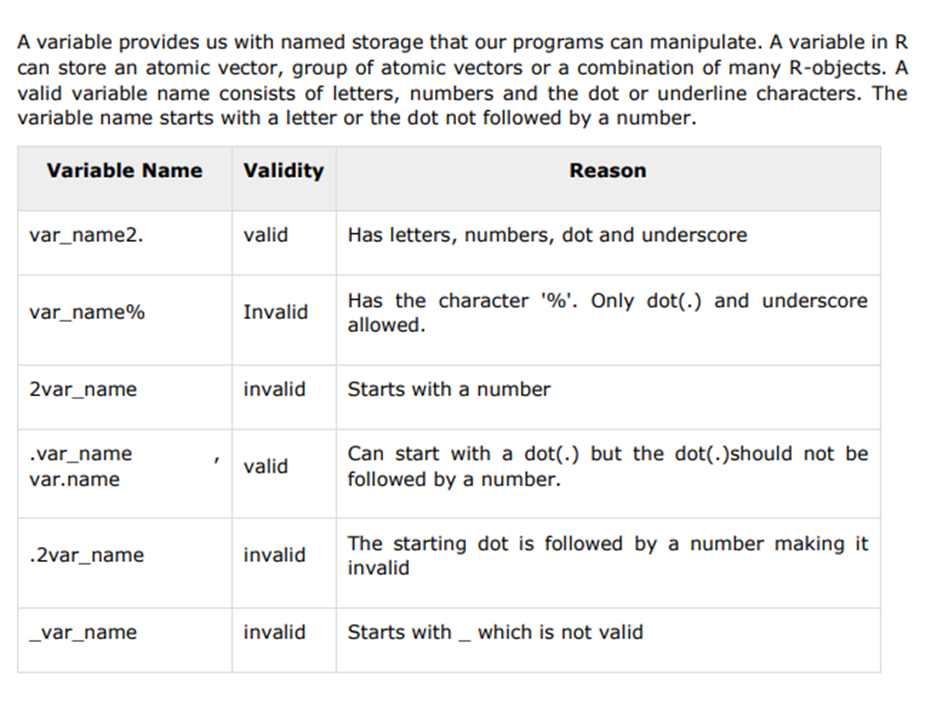 A variable provides us with named storage that our programs can manipulate. A variable in R
can store an atomic vector, group of atomic vectors or a combination of many R-objects. A
valid variable name consists of letters, numbers and the dot or underline characters. The
variable name starts with a letter or the dot not followed by a number.
Variable Name Validity Reason
var_name2. valid Has letters, numbers, dot and underscore
var_name% Invalid Has the character '%'. Only dot(.) and underscore
allowed.
2var_name invalid Starts with a number
.var_name , valid Can start with a dot(.) but the dot(.)should not be
var.name followed by a number.
.2var_name invalid The starting dot is followed by a number making it
invalid
_var_name invalid Starts with _ which is not valid